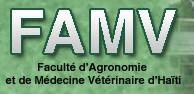 FAMV
Faculté d'Agronomie
et de Médecine Vétérinaire d'Haïti